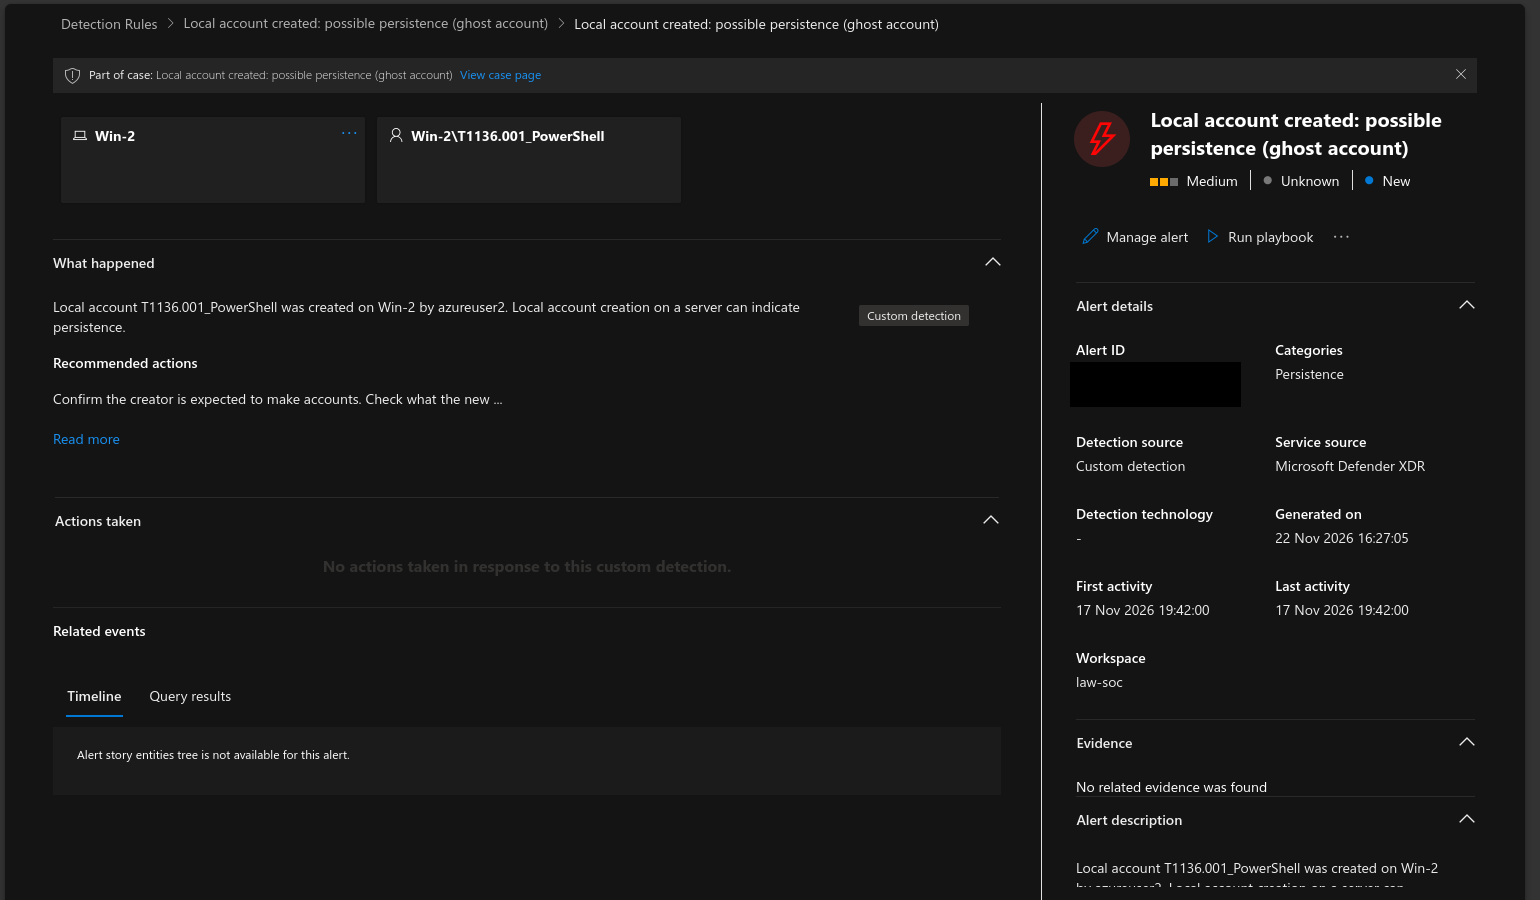 Detection Rules > Local account created: possible persistence (ghost account) > Local account created: possible persistence (ghost account)
Part of case: Local account created: possible persistence (ghost account) View case page
Win-2
Win-2\T1136.001_PowerShell
What happened
Local account T1136.001_PowerShell was created on Win-2 by azureuser2. Local account creation on a server can indicate
persistence.
Custom detection
Recommended actions
Confirm the creator is expected to make accounts. Check what the new ...
Read more
Actions taken
No actions taken in response to this custom detection.
Related events
Timeline Query results
Alert story entities tree is not available for this alert.
Local account created: possible
persistence (ghost account)
Medium Unknown New
Manage alert Run playbook
Alert details
Alert ID
Categories
Persistence
Detection source
Custom detection
Service source
Microsoft Defender XDR
Detection technology
-
Generated on
22 Nov 2026 16:27:05
First activity
17 Nov 2026 19:42:00
Last activity
17 Nov 2026 19:42:00
Workspace
law-soc
Evidence
No related evidence was found
Alert description
Local account T1136.001_PowerShell was created on Win-2
by azureuser2. Local account creation on a server can